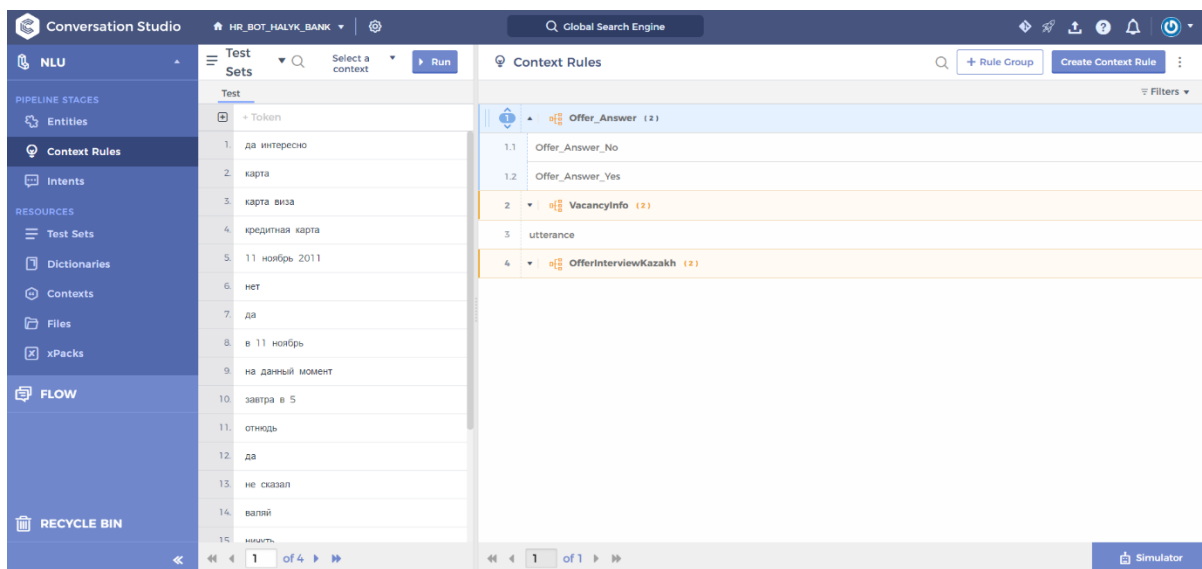 Conversation Studio
HR_BOT_HALYK_BANK
Global Search Engine
NLU
PIPELINE STAGES
Entities
Context Rules
Intents
RESOURCES
Test Sets
Dictionaries
Contexts
Files
xPacks
FLOW
RECYCLE BIN
Test Sets
Select a context
Run
Test
+ Token
1. да интересно
2. карта
3. карта виза
4. кредитная карта
5. 11 ноябрь 2011
6. нет
7. да
8. в 11 ноябрь
9. на данный момент
10. завтра в 5
11. отнюдь
12. да
13. не сказал
14. валяй
15. ничуть
1 of 4
Context Rules
+ Rule Group
Create Context Rule
Filters
1 Offer_Answer (2)
1.1 Offer_Answer_No
1.2 Offer_Answer_Yes
2 VacancyInfo (2)
3 utterance
4 OfferInterviewKazakh (2)
1 of 1
Simulator